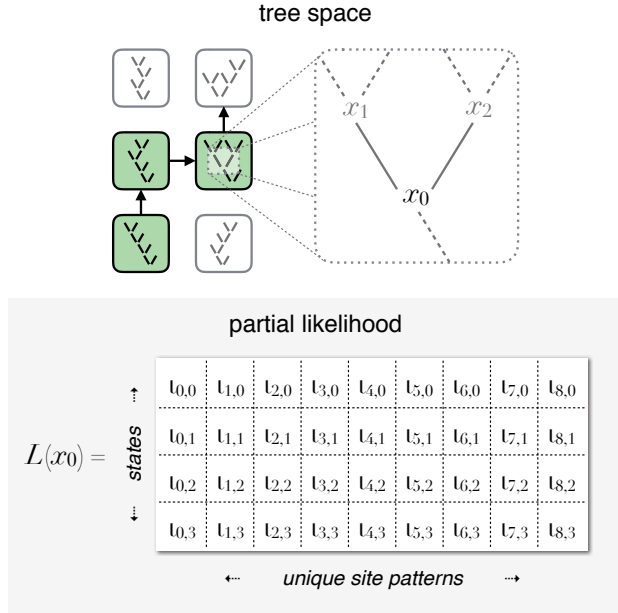 tree space
x₁ x₂
x₀
partial likelihood
L(x₀) =
states
l₀,₀ l₁,₀ l₂,₀ l₃,₀ l₄,₀ l₅,₀ l₆,₀ l₇,₀ l₈,₀
l₀,₁ l₁,₁ l₂,₁ l₃,₁ l₄,₁ l₅,₁ l₆,₁ l₇,₁ l₈,₁
l₀,₂ l₁,₂ l₂,₂ l₃,₂ l₄,₂ l₅,₂ l₆,₂ l₇,₂ l₈,₂
l₀,₃ l₁,₃ l₂,₃ l₃,₃ l₄,₃ l₅,₃ l₆,₃ l₇,₃ l₈,₃
unique site patterns